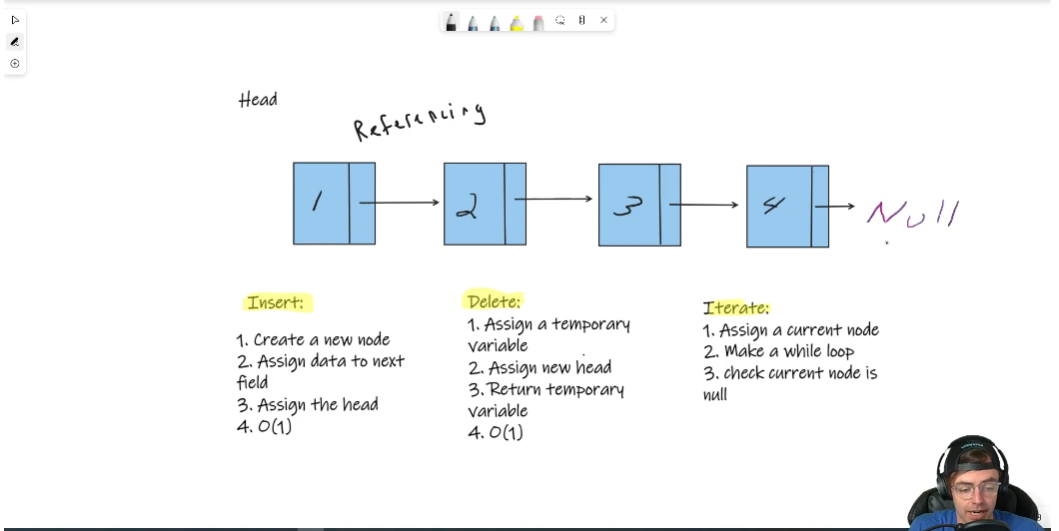 Head
Referencing
1
2
3
4
Null
Insert:
1. Create a new node
2. Assign data to next
field
3. Assign the head
4. O(1)
Delete:
1. Assign a temporary
variable
2. Assign new head
3. Return temporary
variable
4. O(1)
Iterate:
1. Assign a current node
2. Make a while loop
3. check current node is
null